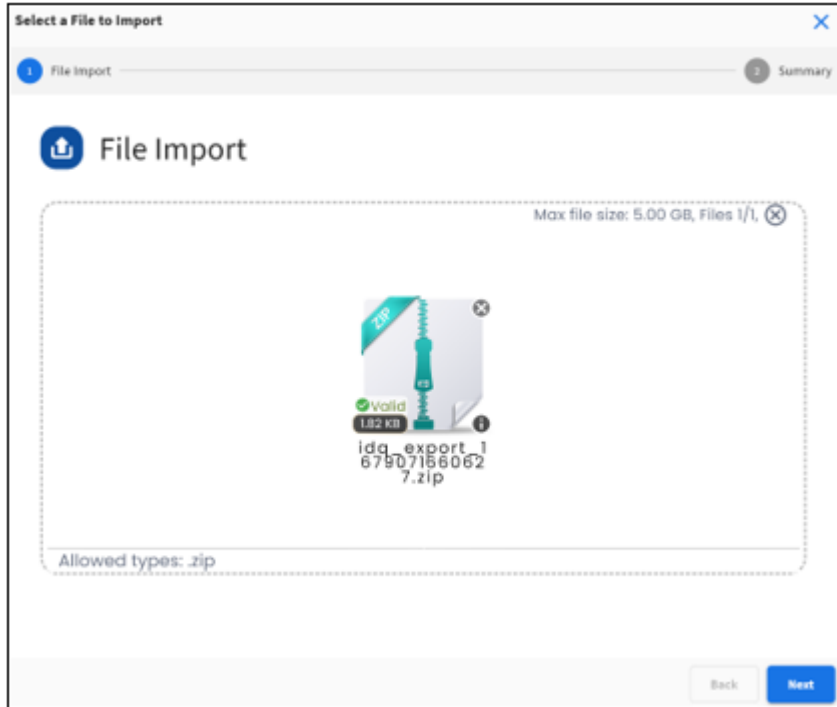 Select a File to Import
1 File Import
2 Summary
File Import
Max file size: 5.00 GB, Files 1/1,
ZIP
Valid
1.82 KB
idq_export_1
67907166062
7.zip
Allowed types: .zip
Back Next